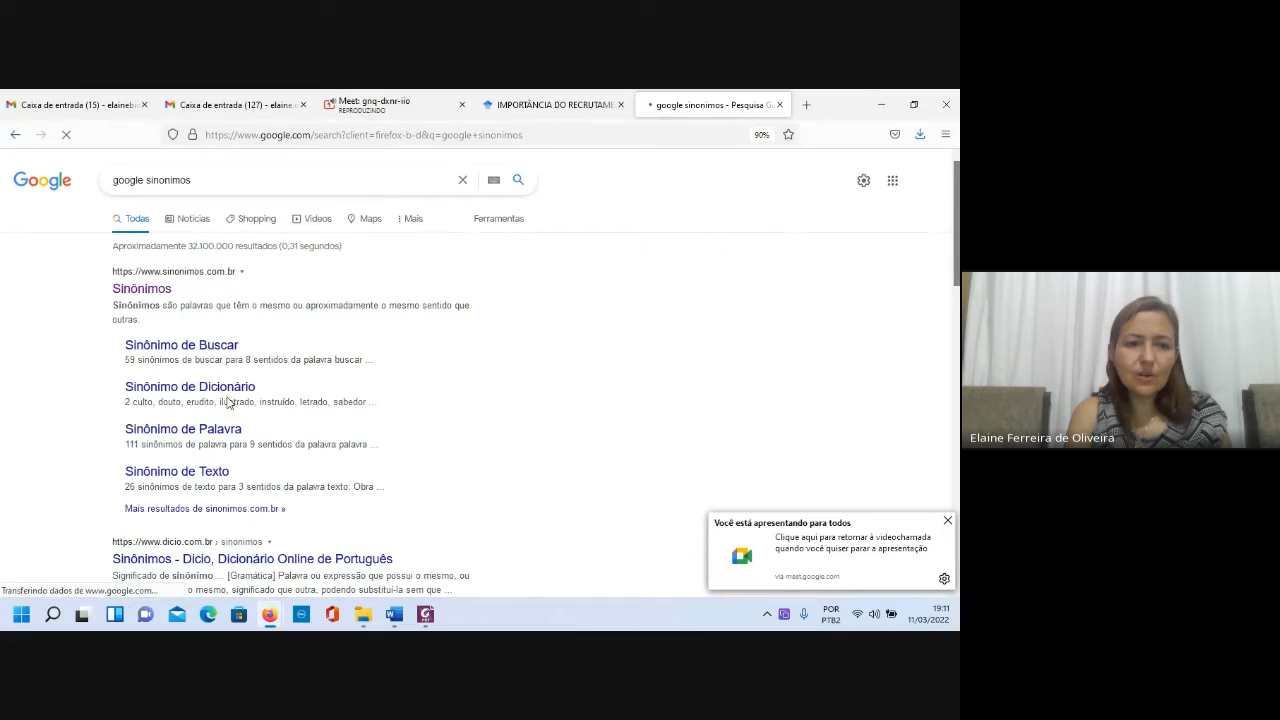 Caixa de entrada (15) - elainebu
Caixa de entrada (127) - elaine.o
Meet: gnq-dxnr-iio
REPRODUZINDO
IMPORTÂNCIA DO RECRUTAME
google sinonimos - Pesquisa Go
https://www.google.com/search?client=firefox-b-d&q=google+sinonimos
90%
Google
google sinonimos
Todas
Notícias
Shopping
Vídeos
Maps
Mais
Ferramentas
Aproximadamente 32.100.000 resultados (0,31 segundos)
https://www.sinonimos.com.br
Sinônimos
Sinônimos são palavras que têm o mesmo ou aproximadamente o mesmo sentido que
outras.
Sinônimo de Buscar
59 sinônimos de buscar para 8 sentidos da palavra buscar ...
Sinônimo de Dicionário
2 culto, douto, erudito, ilustrado, instruído, letrado, sabedor ...
Sinônimo de Palavra
111 sinônimos de palavra para 9 sentidos da palavra palavra ...
Sinônimo de Texto
26 sinônimos de texto para 3 sentidos da palavra texto: Obra ...
Mais resultados de sinonimos.com.br »
https://www.dicio.com.br › sinonimos
Sinônimos - Dicio, Dicionário Online de Português
Significado de sinônimo ... [Gramática] Palavra ou expressão que possui o mesmo, ou
o mesmo, significado que outra, podendo substituí-la sem que ...
Transferindo dados de www.google.com...
Você está apresentando para todos
Clique aqui para retornar à videochamada
quando você quiser parar a apresentação
via meet.google.com
POR
PTB2
19:11
11/03/2022
Elaine Ferreira de Oliveira